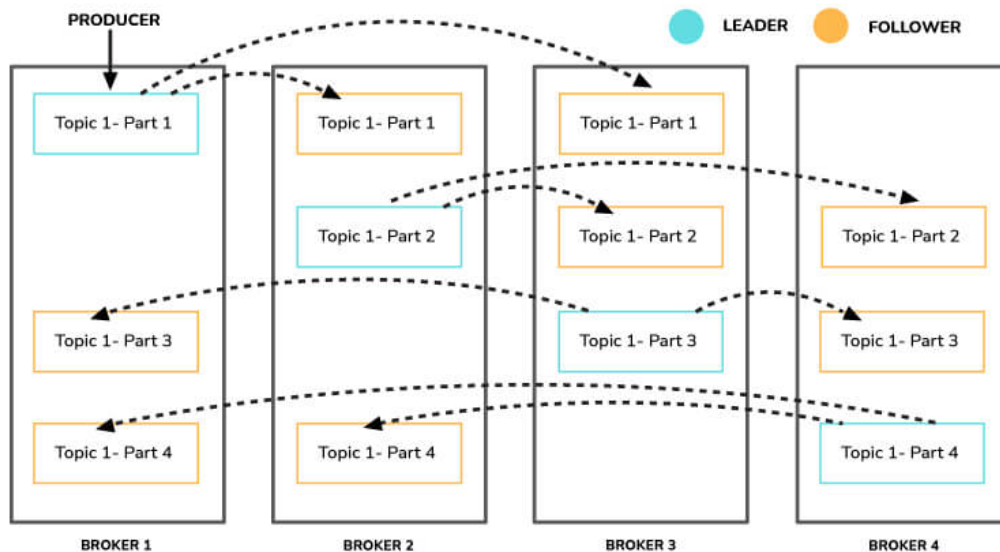 PRODUCER
LEADER
FOLLOWER
Topic 1- Part 1
Topic 1- Part 1
Topic 1- Part 1
Topic 1- Part 2
Topic 1- Part 2
Topic 1- Part 2
Topic 1- Part 3
Topic 1- Part 3
Topic 1- Part 3
Topic 1- Part 4
Topic 1- Part 4
Topic 1- Part 4
BROKER 1
BROKER 2
BROKER 3
BROKER 4